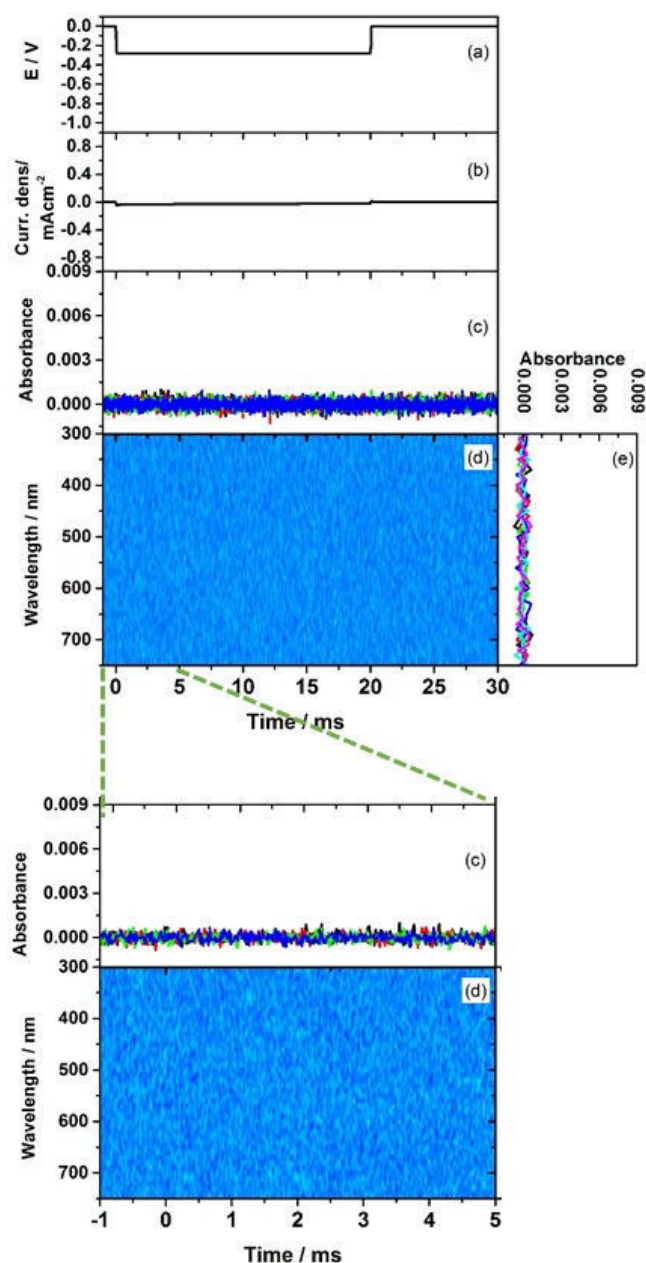 0.0
-0.2
-0.4
-0.6
-0.8
-1.0
E / V
(a)
0.8
0.4
0.0
-0.4
-0.8
Curr. dens/
mAcm-2
(b)
0.009
0.006
0.003
0.000
Absorbance
(c)
Absorbance
0.000
0.003
0.006
0.009
300
400
500
600
700
Wavelength / nm
(d)
(e)
0 5 10 15 20 25 30
Time / ms
0.009
0.006
0.003
0.000
Absorbance
(c)
300
400
500
600
700
Wavelength / nm
(d)
-1 0 1 2 3 4 5
Time / ms